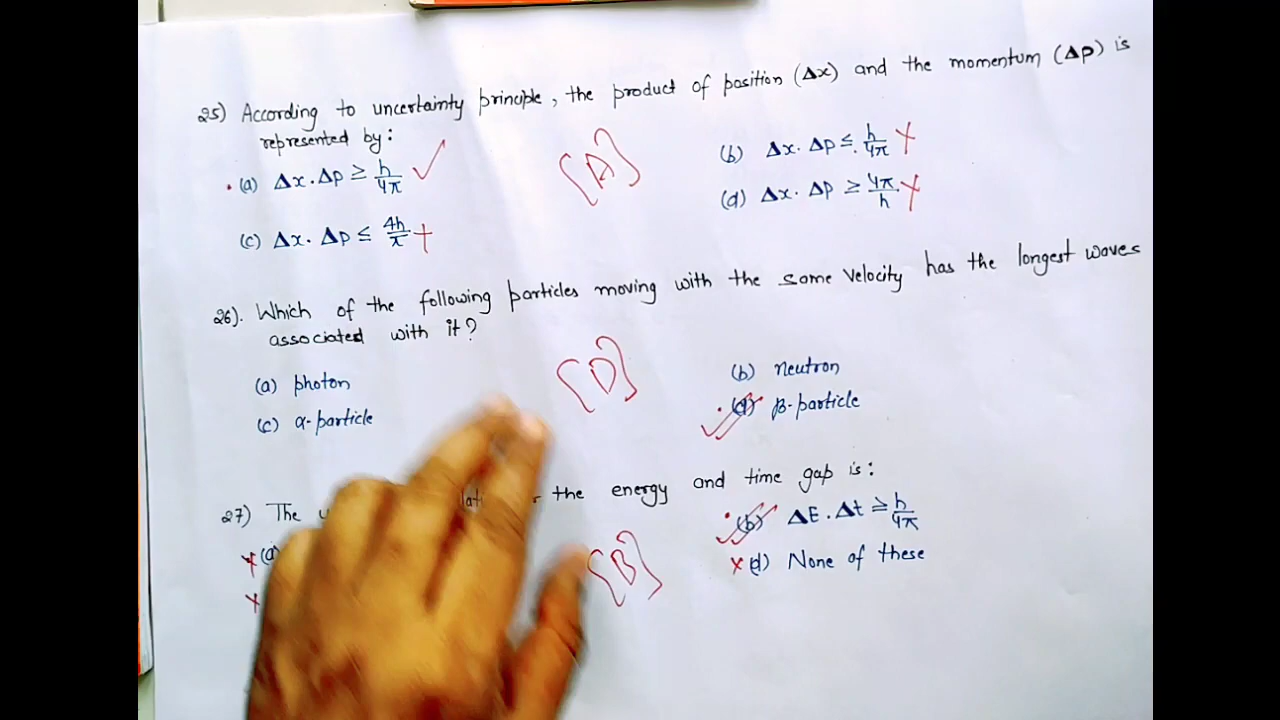 25) According to uncertainty principle, the product of position (Δx) and the momentum (Δp) is
represented by:
(a) Δx.Δp ≥ h/4π ✓
(b) Δx. Δp ≤ h/4π ×
[A]
(c) Δx. Δp ≤ 4h/π ×
(d) Δx. Δp ≥ 4π/h ×
26). Which of the following particles moving with the same velocity has the longest waves
associated with it?
(a) photon
(b) neutron
[D]
(c) α-particle
(d) β-particle
27) The the energy and time gap is:
× (a)
(b) ΔE. Δt ≥ h/4π
[B]
×
× (d) None of these